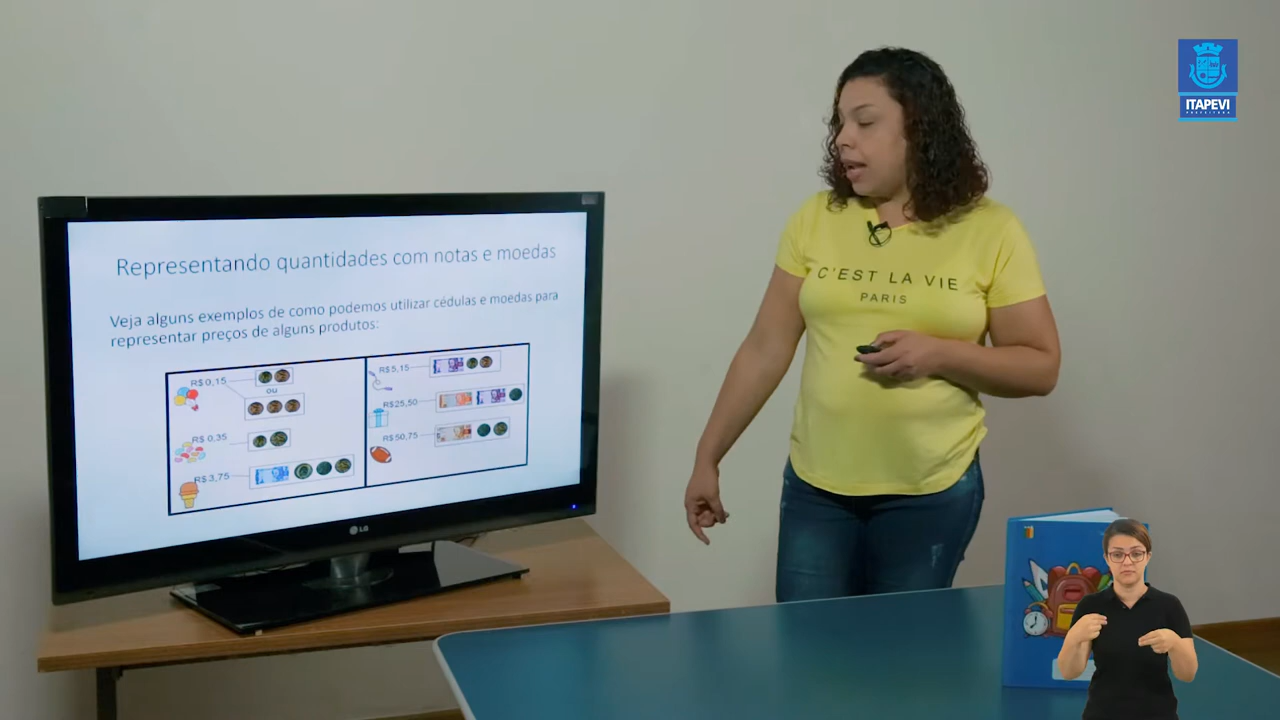 Representando quantidades com notas e moedas
Veja alguns exemplos de como podemos utilizar cédulas e moedas para
representar preços de alguns produtos:
R$0,15
ou
R$ 0,35
R$3,75
R$5,15
R$25,50
R$50,75
LG
C'EST LA VIE
PARIS
ITAPEVI
PREFEITURA